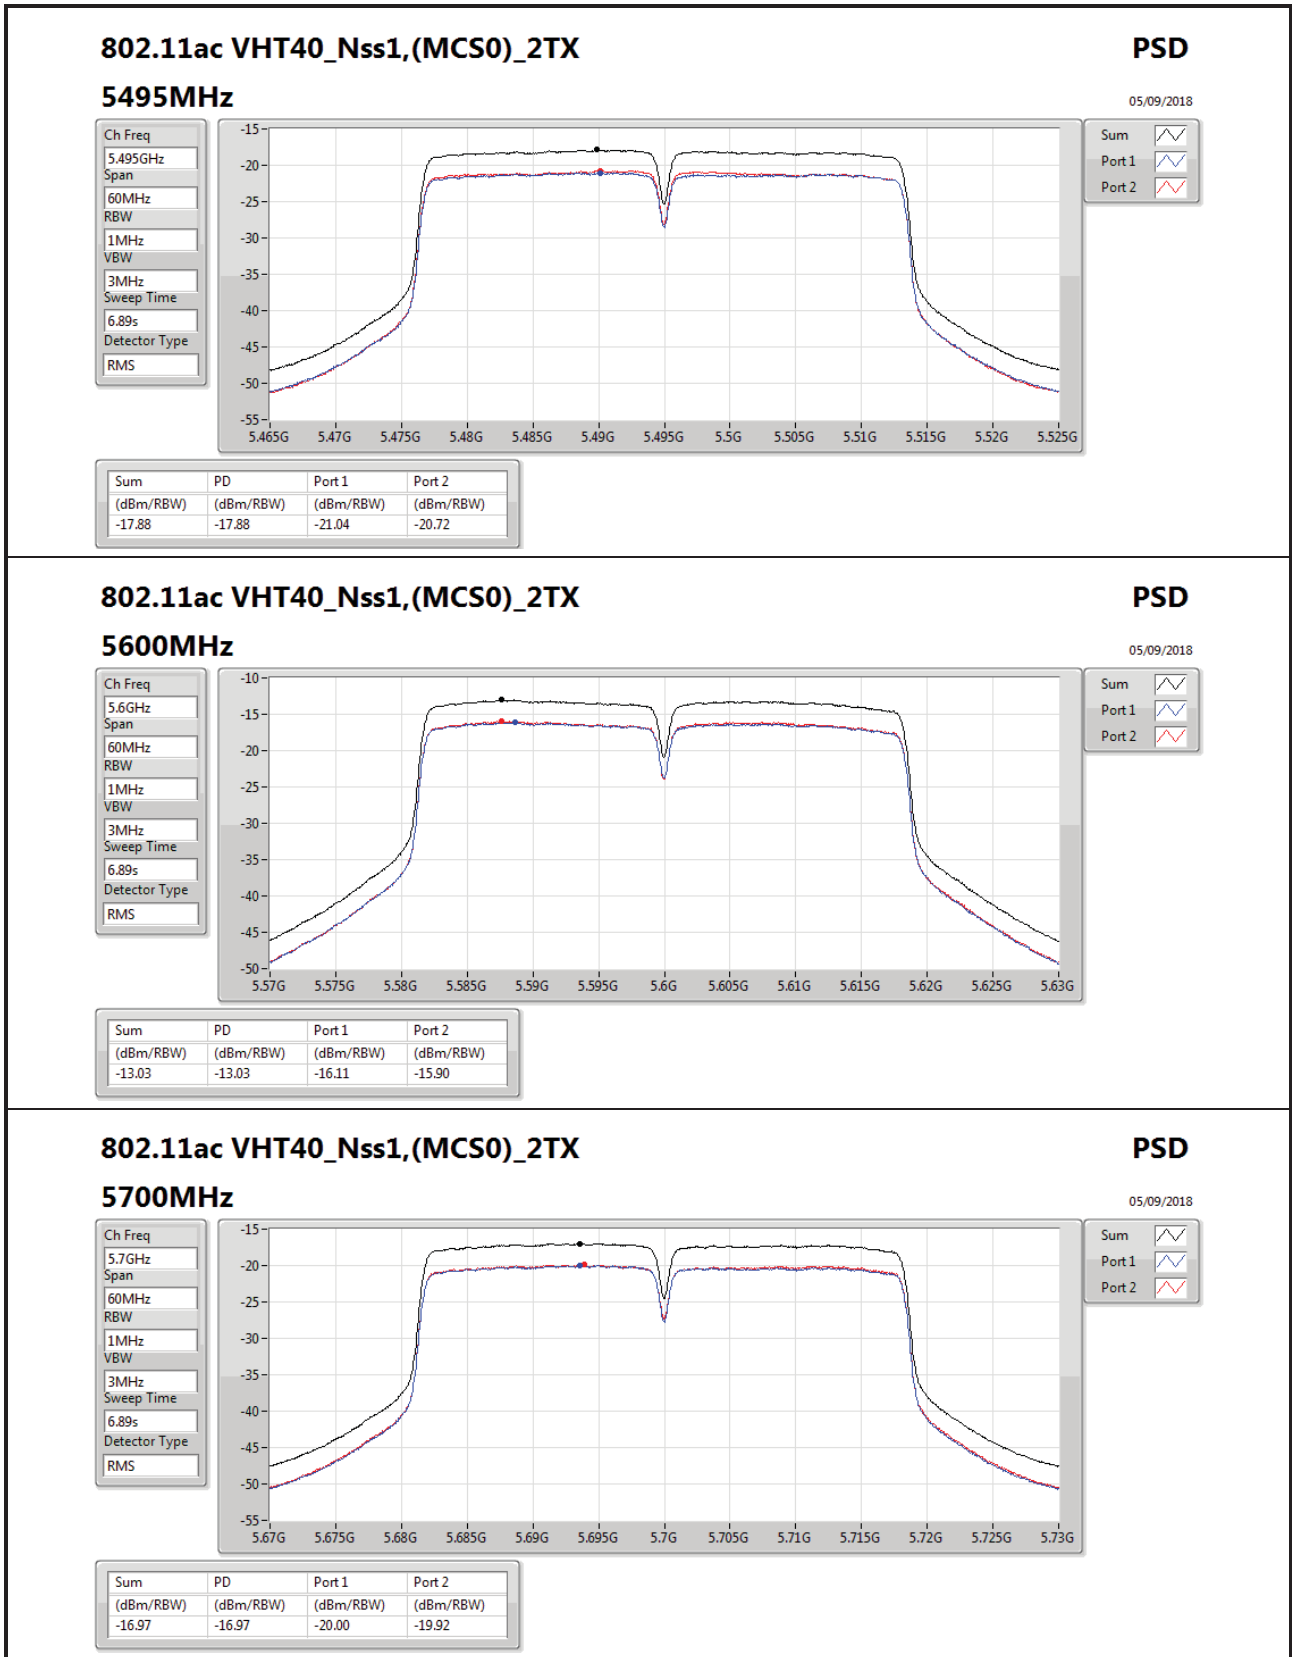 802.11ac VHT40_Nss1,(MCS0)_2TX PSD
5495MHz 05/09/2018
Ch Freq
5.495GHz
Span
60MHz
RBW
1MHz
VBW
3MHz
Sweep Time
6.89s
Detector Type
RMS
-15
-20
-25
-30
-35
-40
-45
-50
-55
5.465G 5.47G 5.475G 5.48G 5.485G 5.49G 5.495G 5.5G 5.505G 5.51G 5.515G 5.52G 5.525G
Sum
Port 1
Port 2
Sum PD Port 1 Port 2
(dBm/RBW) (dBm/RBW) (dBm/RBW) (dBm/RBW)
-17.88 -17.88 -21.04 -20.72
802.11ac VHT40_Nss1,(MCS0)_2TX PSD
5600MHz 05/09/2018
Ch Freq
5.6GHz
Span
60MHz
RBW
1MHz
VBW
3MHz
Sweep Time
6.89s
Detector Type
RMS
-10
-15
-20
-25
-30
-35
-40
-45
-50
5.57G 5.575G 5.58G 5.585G 5.59G 5.595G 5.6G 5.605G 5.61G 5.615G 5.62G 5.625G 5.63G
Sum
Port 1
Port 2
Sum PD Port 1 Port 2
(dBm/RBW) (dBm/RBW) (dBm/RBW) (dBm/RBW)
-13.03 -13.03 -16.11 -15.90
802.11ac VHT40_Nss1,(MCS0)_2TX PSD
5700MHz 05/09/2018
Ch Freq
5.7GHz
Span
60MHz
RBW
1MHz
VBW
3MHz
Sweep Time
6.89s
Detector Type
RMS
-15
-20
-25
-30
-35
-40
-45
-50
-55
5.67G 5.675G 5.68G 5.685G 5.69G 5.695G 5.7G 5.705G 5.71G 5.715G 5.72G 5.725G 5.73G
Sum
Port 1
Port 2
Sum PD Port 1 Port 2
(dBm/RBW) (dBm/RBW) (dBm/RBW) (dBm/RBW)
-16.97 -16.97 -20.00 -19.92